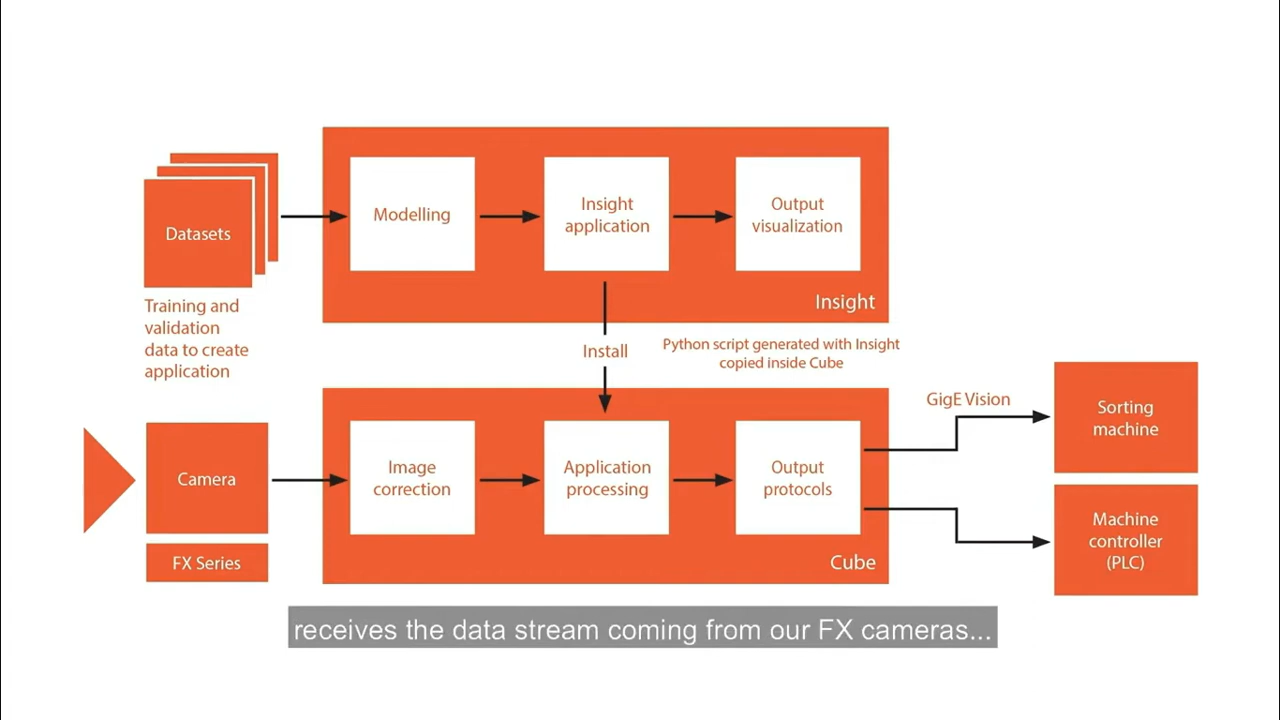 Datasets
Training and
validation
data to create
application
Modelling
Insight
application
Output
visualization
Insight
Install
Python script generated with Insight
copied inside Cube
Camera
FX Series
Image
correction
Application
processing
Output
protocols
Cube
GigE Vision
Sorting
machine
Machine
controller
(PLC)
receives the data stream coming from our FX cameras...